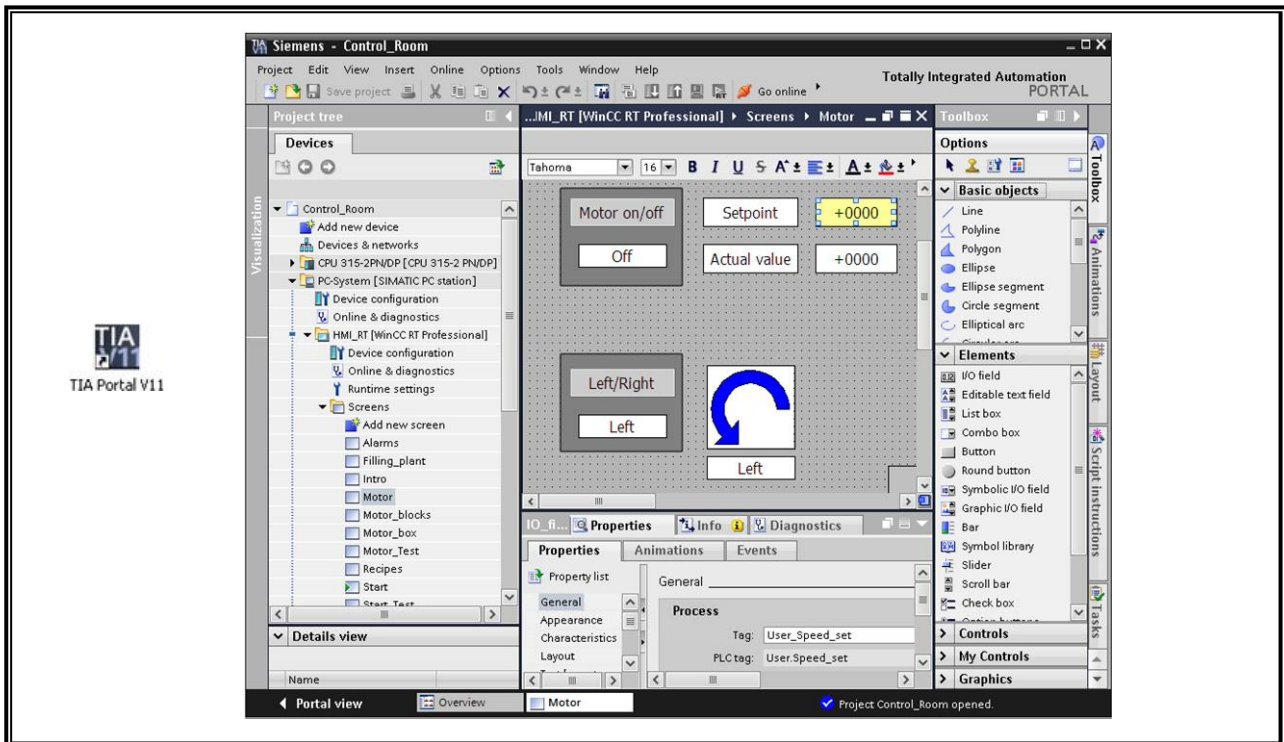 TIA
V11
TIA Portal V11
TIA
V11
Siemens - Control_Room
Project Edit View Insert Online Options Tools Window Help
Totally Integrated Automation
PORTAL
Save project
Go online
Project tree
Devices
Visualization
Control_Room
Add new device
Devices & networks
CPU 315-2PN/DP [CPU 315-2 PN/DP]
PC-System [SIMATIC PC station]
Device configuration
Online & diagnostics
HMI_RT [WinCC RT Professional]
Device configuration
Online & diagnostics
Runtime settings
Screens
Add new screen
Alarms
Filling_plant
Intro
Motor
Motor_blocks
Motor_box
Motor_Test
Recipes
Start
Start_Test
Details view
Name
...IMI_RT [WinCC RT Professional] Screens Motor
Tahoma 16 B I U S A A
Motor on/off Setpoint +0000
Off Actual value +0000
Left/Right
Left
Left
IO_fi... Properties Info Diagnostics
Properties Animations Events
Property list
General
Appearance
Characteristics
Layout
General
Process
Tag: User_Speed_set
PLC tag: User.Speed_set
Toolbox
Options
Basic objects
Line
Polyline
Polygon
Ellipse
Ellipse segment
Circle segment
Elliptical arc
Elements
I/O field
Editable text field
List box
Combo box
Button
Round button
Symbolic I/O field
Graphic I/O field
Bar
Symbol library
Slider
Scroll bar
Check box
Controls
My Controls
Graphics
Toolbox
Animations
Layout
Script instructions
Tasks
Portal view Overview Motor Project Control_Room opened.